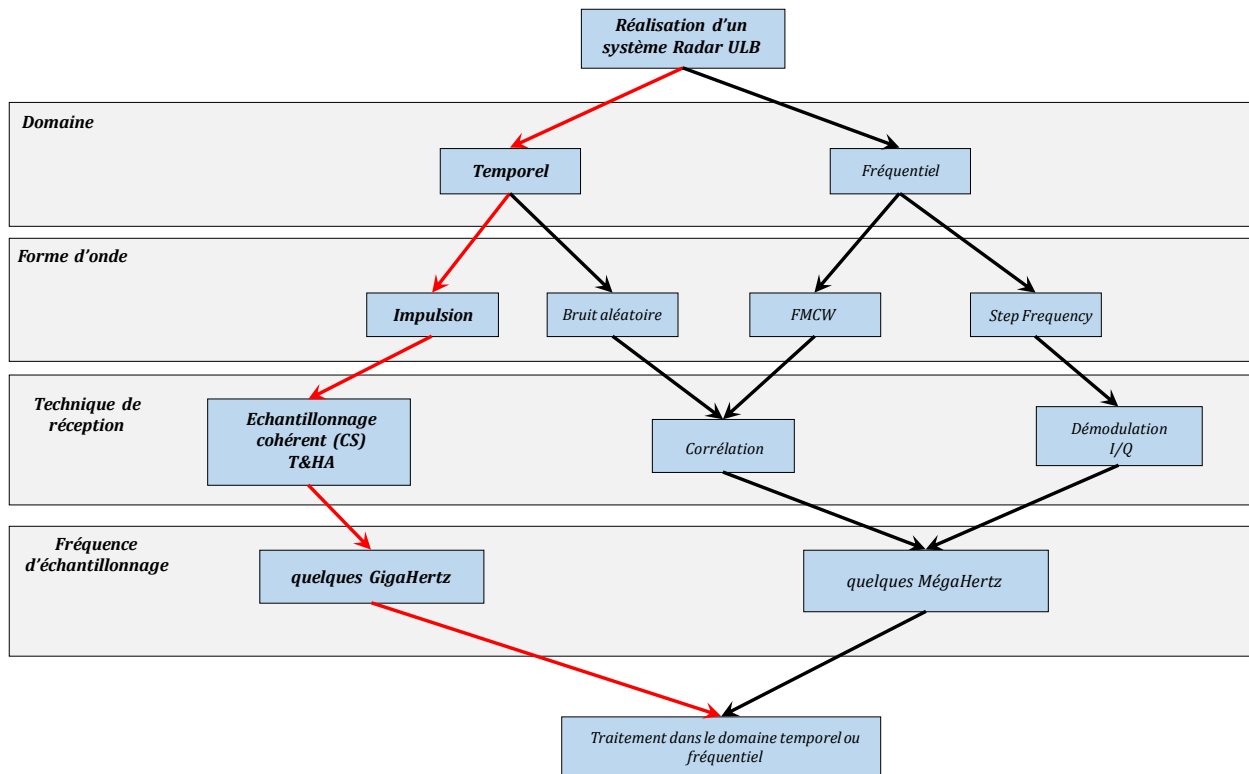 Réalisation d'un
système Radar ULB
Domaine
Temporel
Fréquentiel
Forme d'onde
Impulsion
Bruit aléatoire
FMCW
Step Frequency
Technique de
réception
Echantillonnage
cohérent (CS)
T&HA
Corrélation
Démodulation
I/Q
Fréquence
d'échantillonnage
quelques GigaHertz
quelques MégaHertz
Traitement dans le domaine temporel ou
fréquentiel